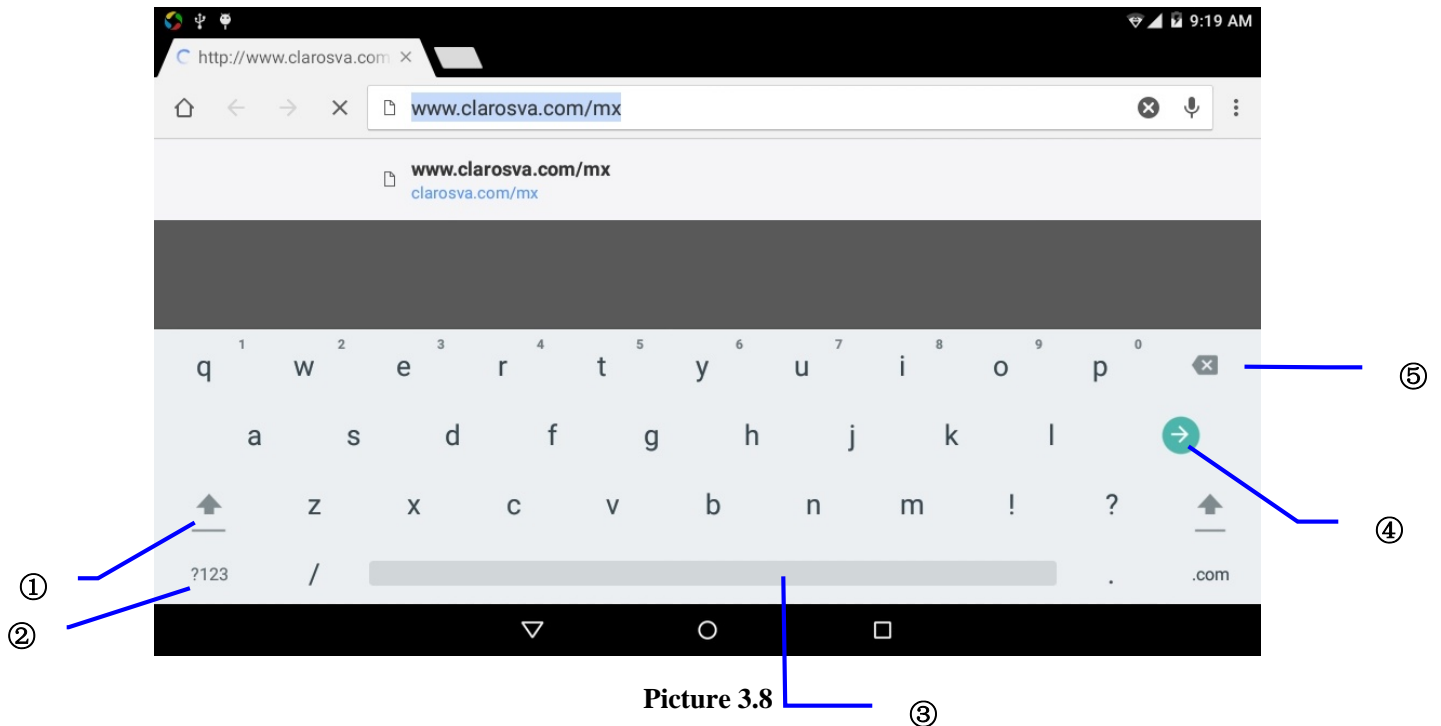 9:19 AM
http://www.clarosva.com
www.clarosva.com/mx
www.clarosva.com/mx
clarosva.com/mx
1 2 3 4 5 6 7 8 9 0
q w e r t y u i o p
⑤
a s d f g h j k l
z x c v b n m ! ?
④
①
?123 / . .com
②
Picture 3.8
③